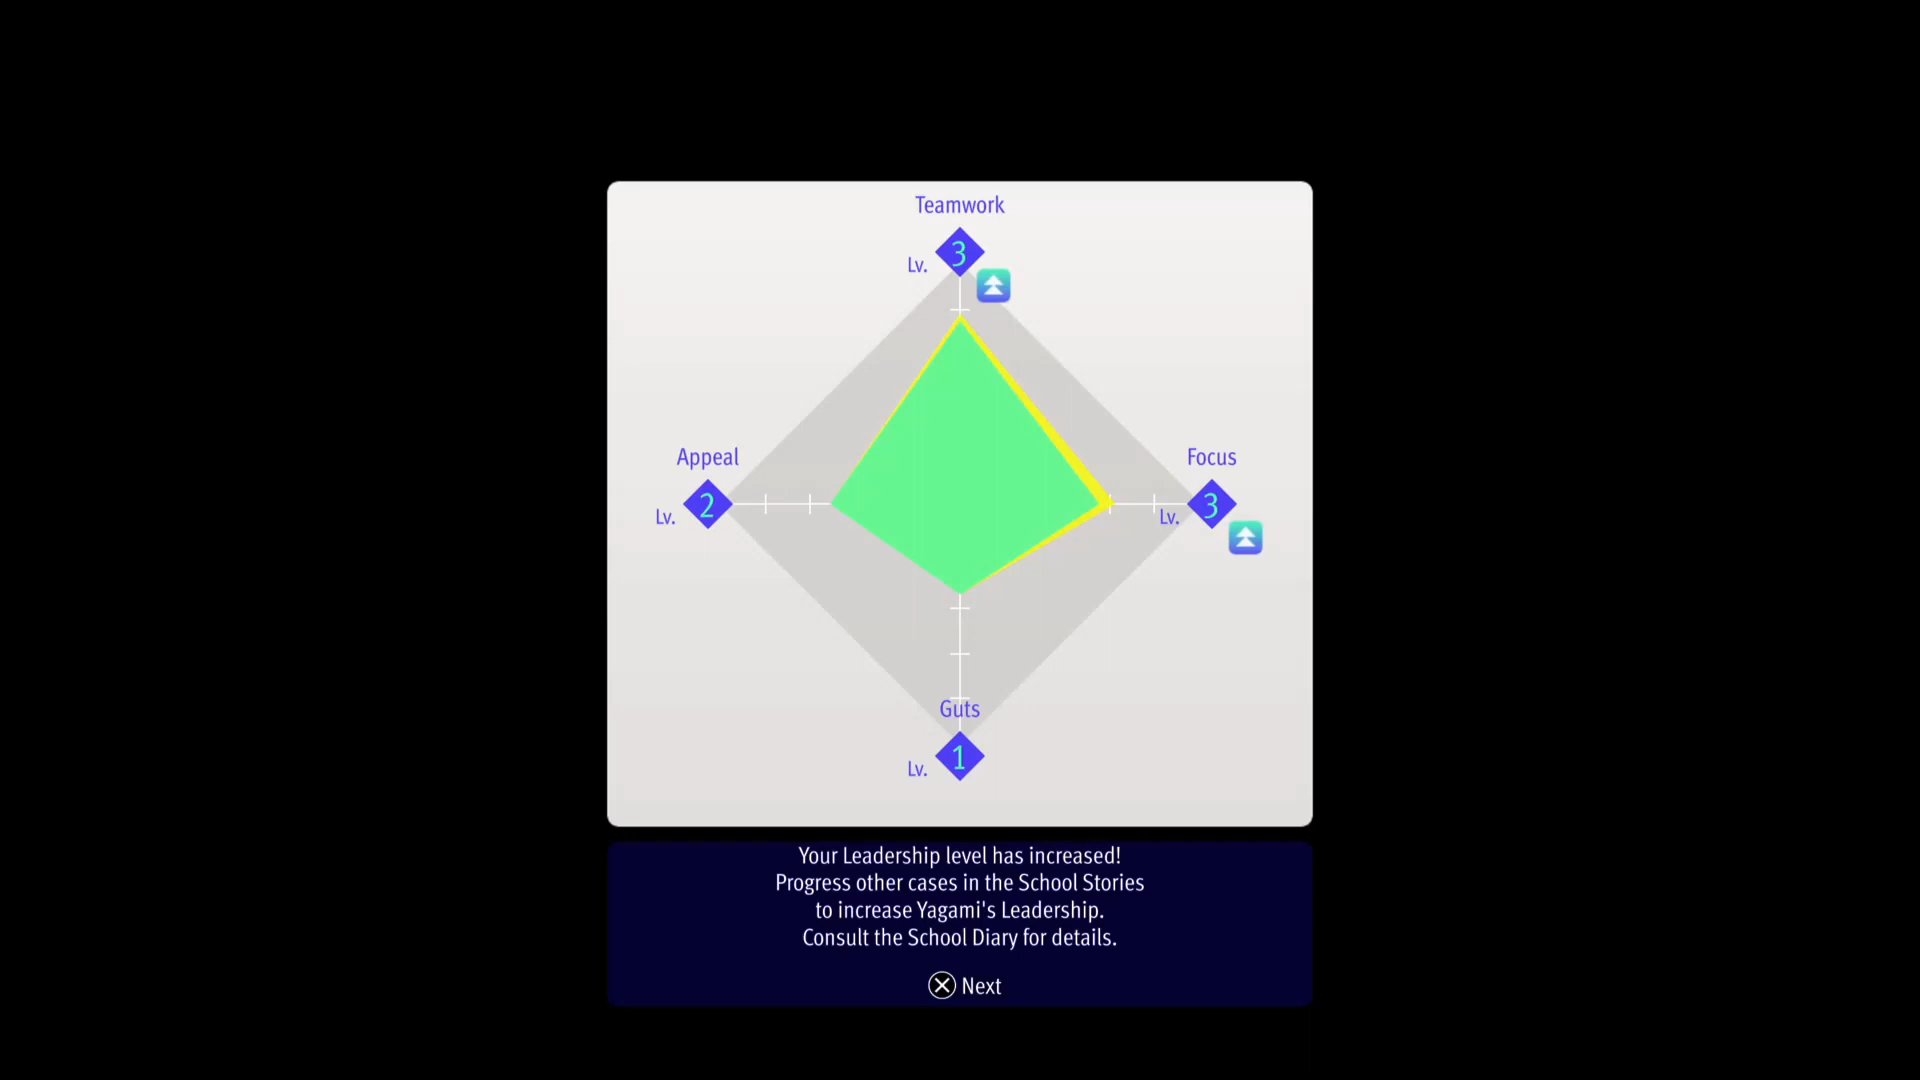 Teamwork
Lv. 3
Appeal
Lv. 2
Focus
Lv. 3
Guts
Lv. 1
Your Leadership level has increased!
Progress other cases in the School Stories
to increase Yagami's Leadership.
Consult the School Diary for details.
Next